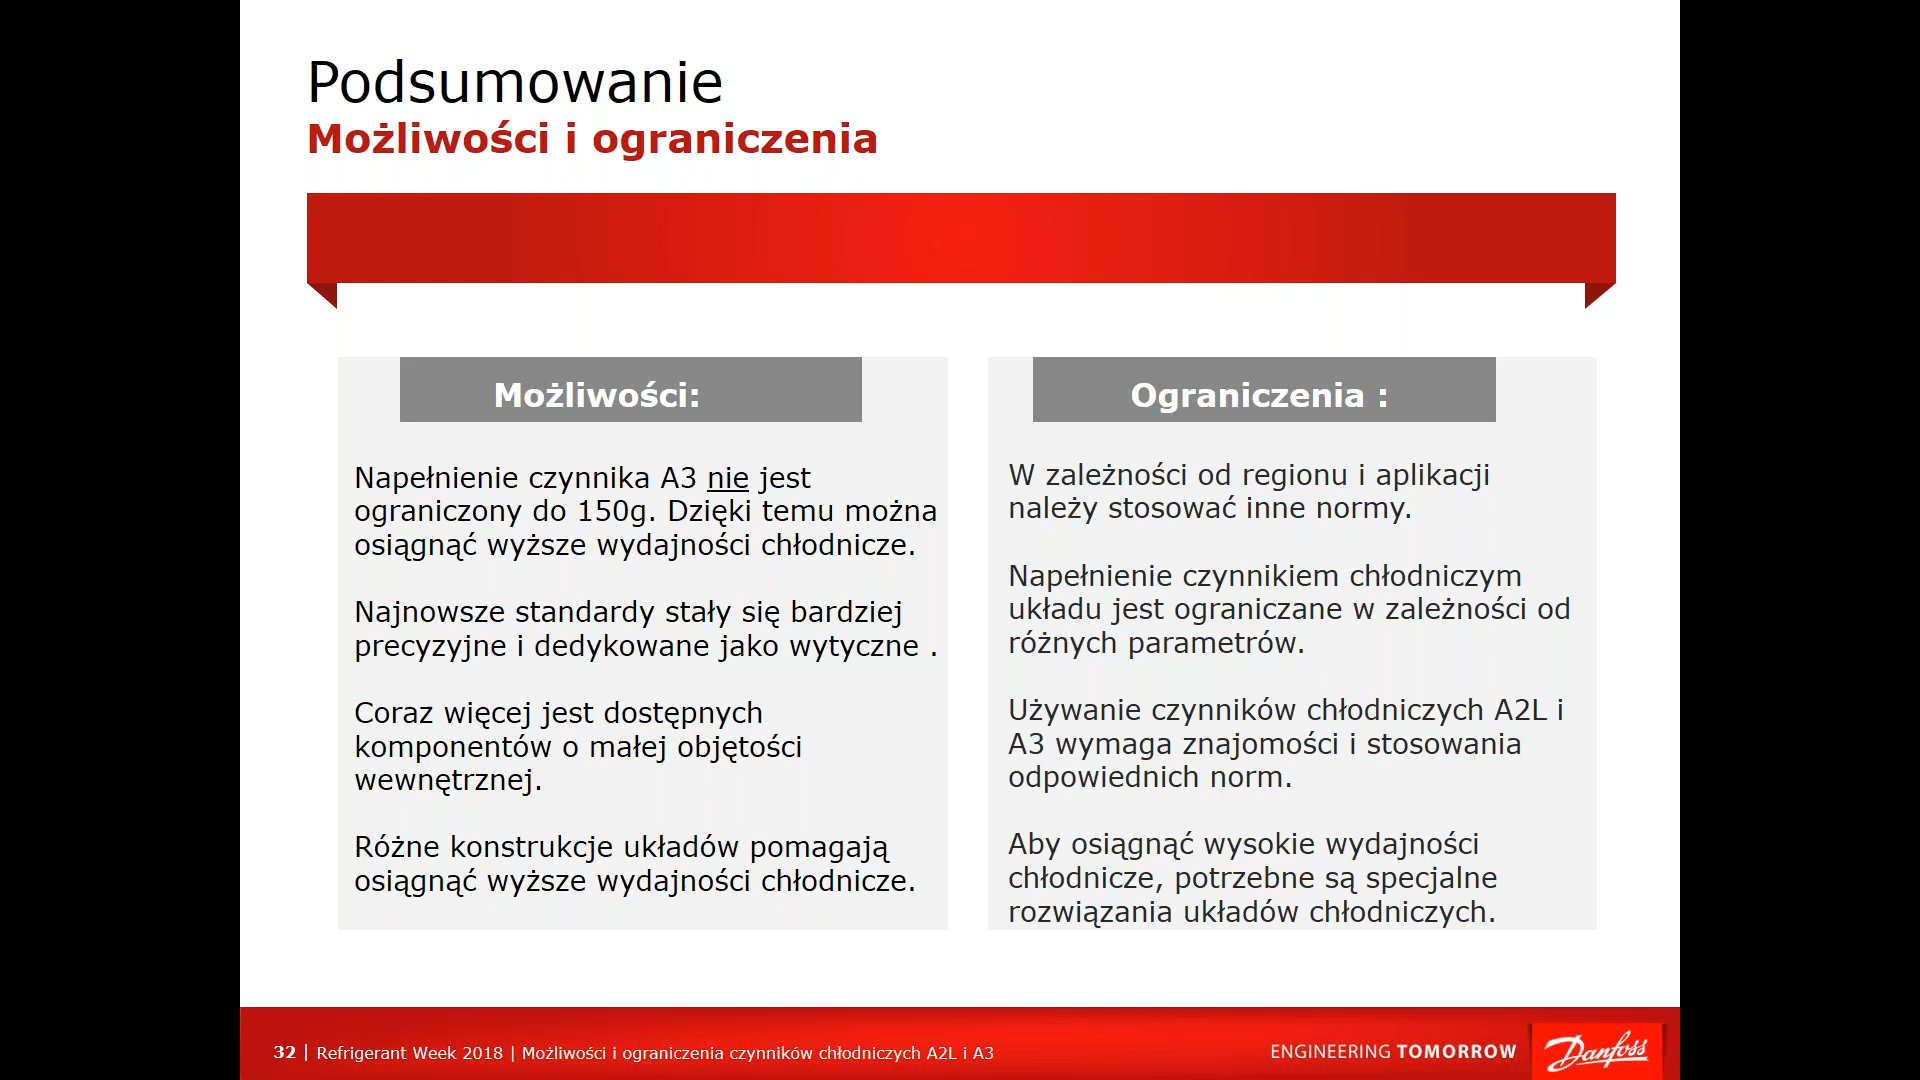 Podsumowanie
Możliwości i ograniczenia
Możliwości:
Napełnienie czynnika A3 nie jest
ograniczony do 150g. Dzięki temu można
osiągnąć wyższe wydajności chłodnicze.
Najnowsze standardy stały się bardziej
precyzyjne i dedykowane jako wytyczne .
Coraz więcej jest dostępnych
komponentów o małej objętości
wewnętrznej.
Różne konstrukcje układów pomagają
osiągnąć wyższe wydajności chłodnicze.
Ograniczenia :
W zależności od regionu i aplikacji
należy stosować inne normy.
Napełnienie czynnikiem chłodniczym
układu jest ograniczane w zależności od
różnych parametrów.
Używanie czynników chłodniczych A2L i
A3 wymaga znajomości i stosowania
odpowiednich norm.
Aby osiągnąć wysokie wydajności
chłodnicze, potrzebne są specjalne
rozwiązania układów chłodniczych.
32 | Refrigerant Week 2018 | Możliwości i ograniczenia czynników chłodniczych A2L i A3
ENGINEERING TOMORROW
Danfoss